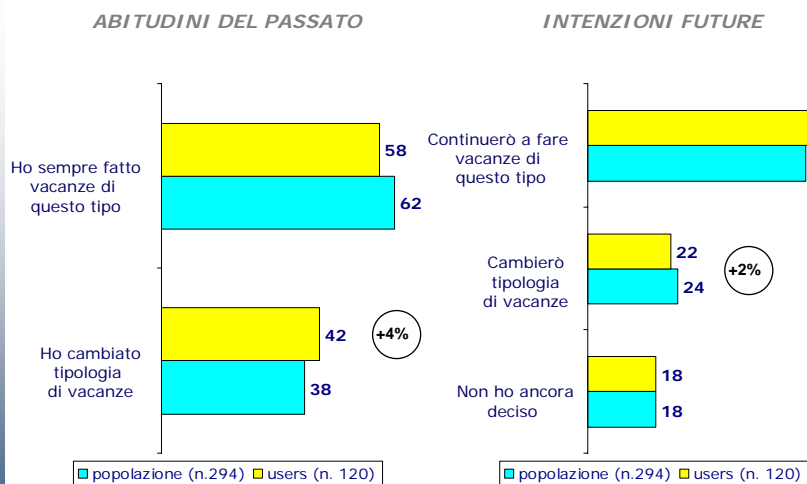 ABITUDINI DEL PASSATO
Ho sempre fatto
vacanze di
questo tipo
58
62
Ho cambiato
tipologia
di vacanze
42
38
+4%
popolazione (n.294) users (n. 120)
INTENZIONI FUTURE
Continuerò a fare
vacanze di
questo tipo
Cambierò
tipologia
di vacanze
22
24
+2%
Non ho ancora
deciso
18
18
popolazione (n.294) users (n. 120)